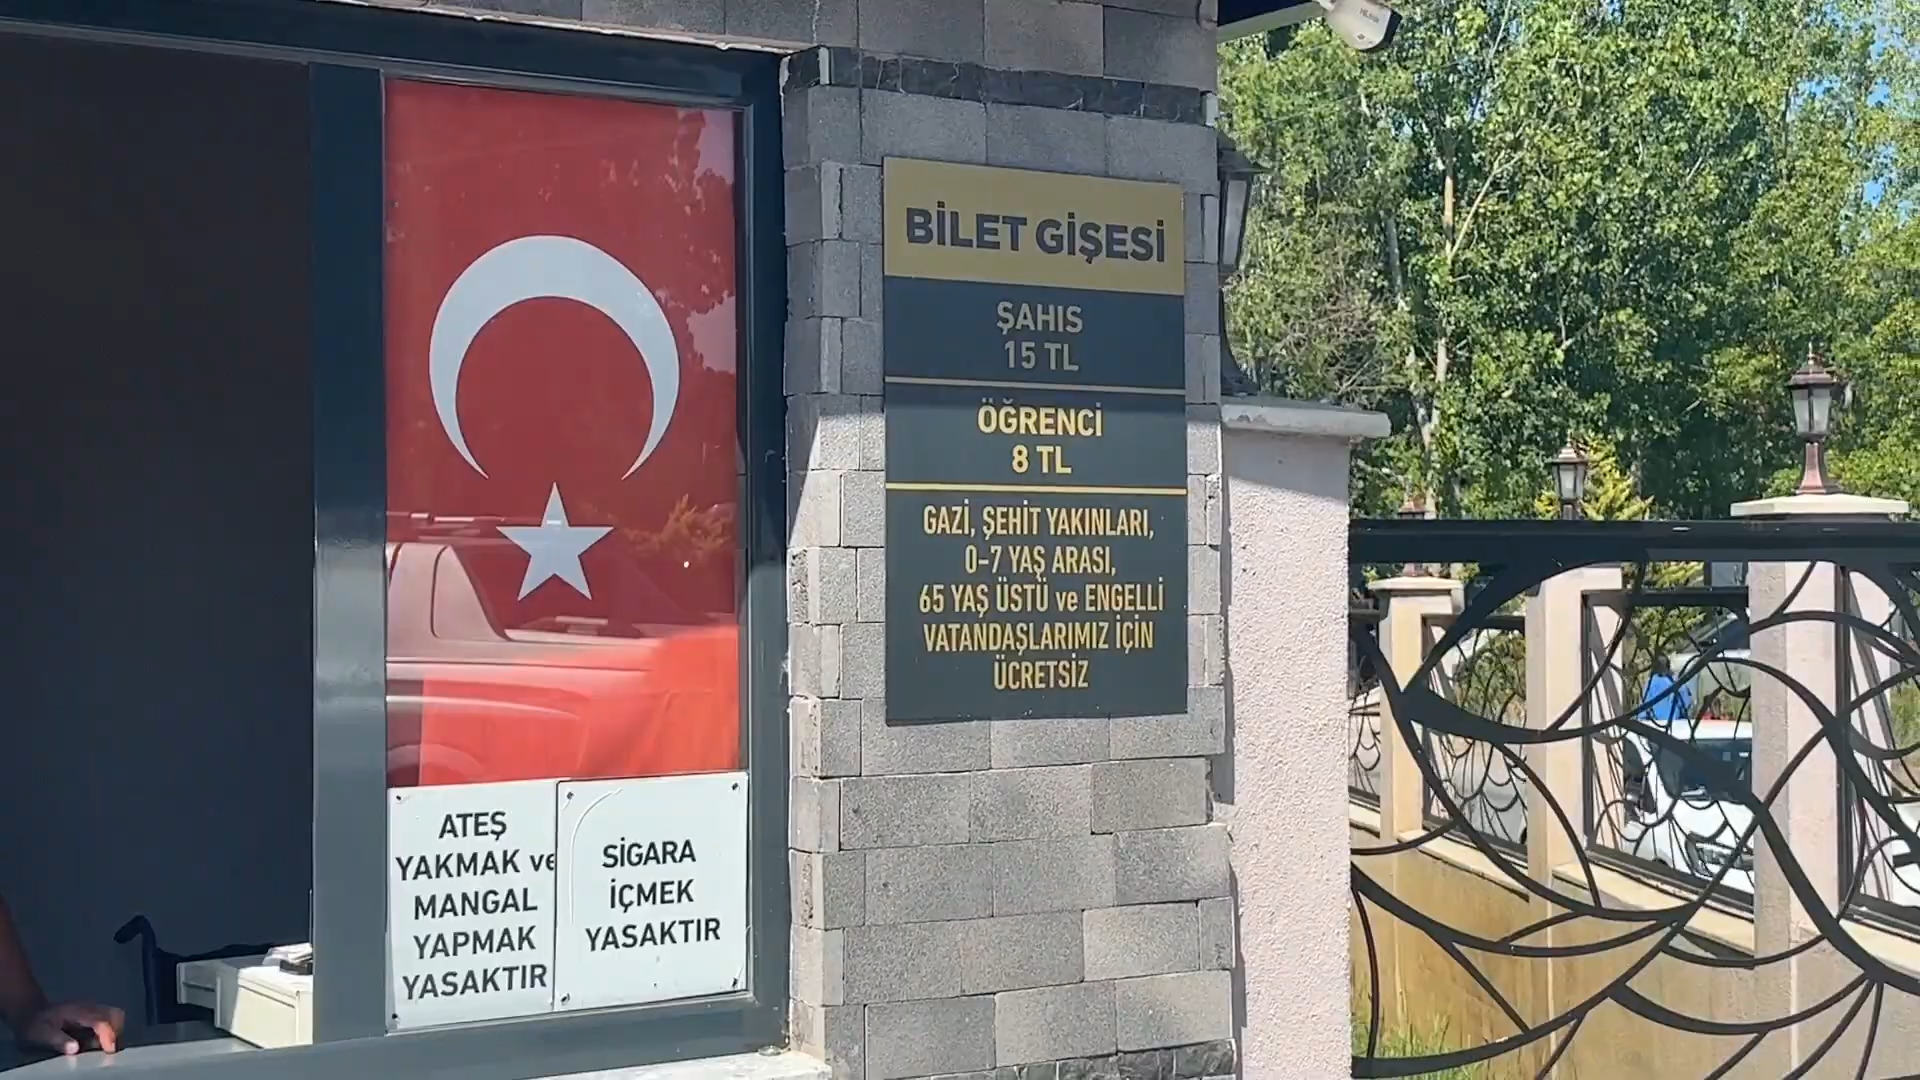 BİLET GİŞESİ
ŞAHIS
15 TL
ÖĞRENCİ
8 TL
GAZİ, ŞEHİT YAKINLARI,
0-7 YAŞ ARASI,
65 YAŞ ÜSTÜ ve ENGELLİ
VATANDAŞLARIMIZ İÇİN
ÜCRETSİZ
ATEŞ
YAKMAK ve
MANGAL
YAPMAK
YASAKTIR
SİGARA
İÇMEK
YASAKTIR